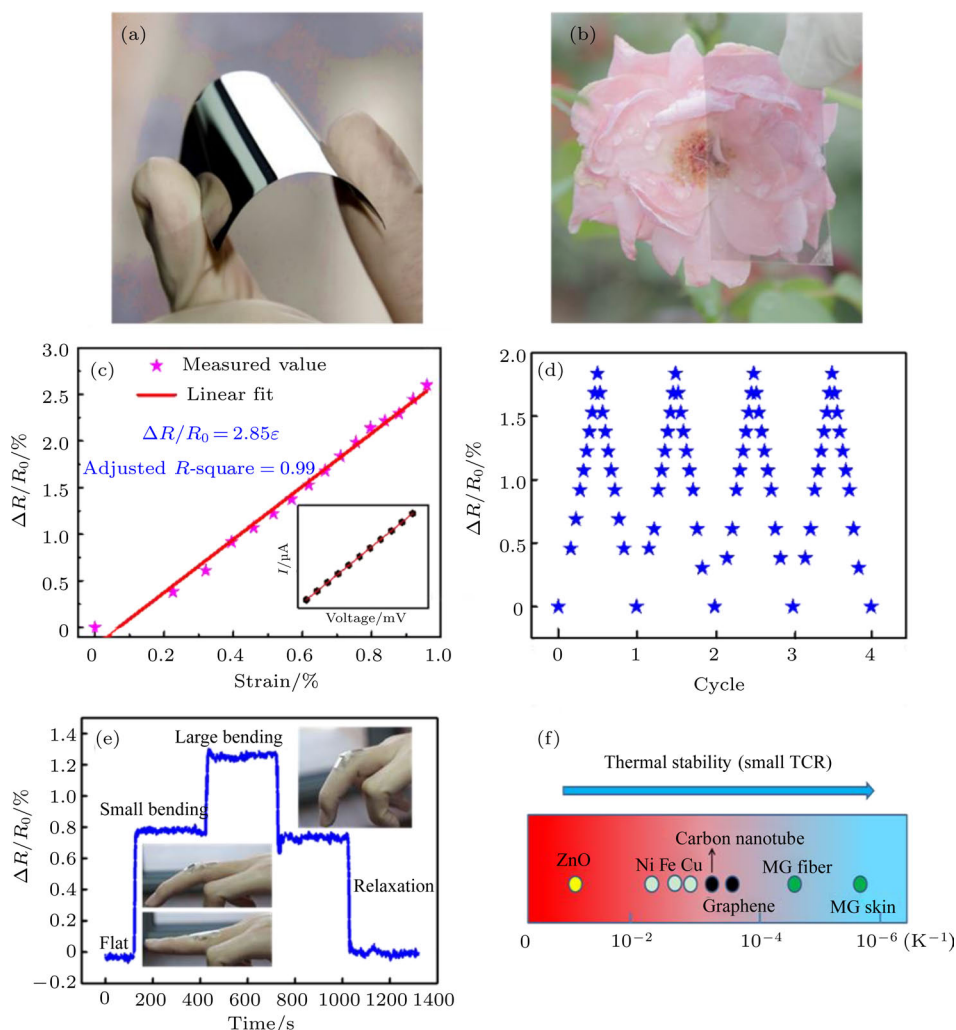 (a)
(b)
(c)
3.0
2.5
2.0
1.5
1.0
0.5
0
ΔR/R₀/%
Measured value
Linear fit
ΔR/R₀ = 2.85ε
Adjusted R-square = 0.99
I/µA
Voltage/mV
0 0.2 0.4 0.6 0.8 1.0
Strain/%
(d)
2.0
1.5
1.0
0.5
0
ΔR/R₀/%
0 1 2 3 4
Cycle
(e)
1.4
1.2
1.0
0.8
0.6
0.4
0.2
0
−0.2
ΔR/R₀/%
Large bending
Small bending
Relaxation
Flat
0 200 400 600 800 1000 1200 1400
Time/s
(f)
Thermal stability (small TCR)
Carbon nanotube
ZnO
Ni Fe Cu
MG fiber
Graphene
MG skin
0 10⁻² 10⁻⁴ 10⁻⁶ (K⁻¹)